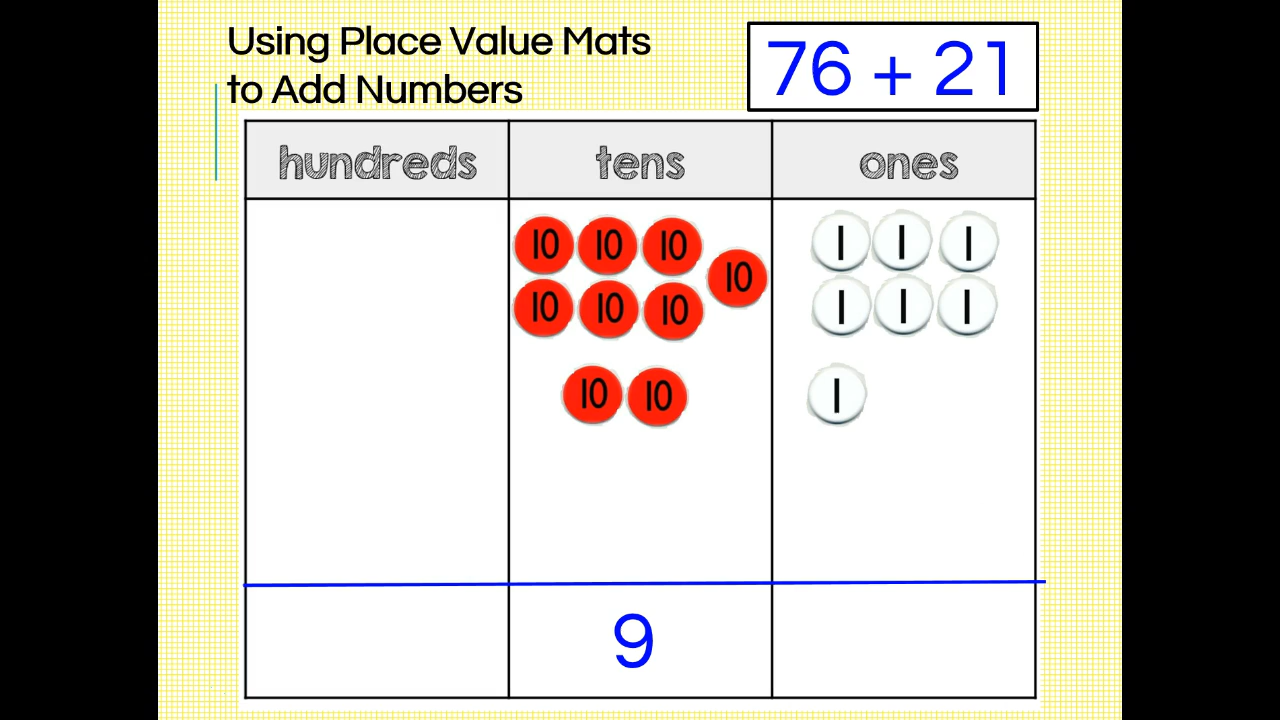 Using Place Value Mats
to Add Numbers
76 + 21
hundreds tens ones
10 10 10 10 1 1 1
10 10 10 1 1 1
10 10 1
9